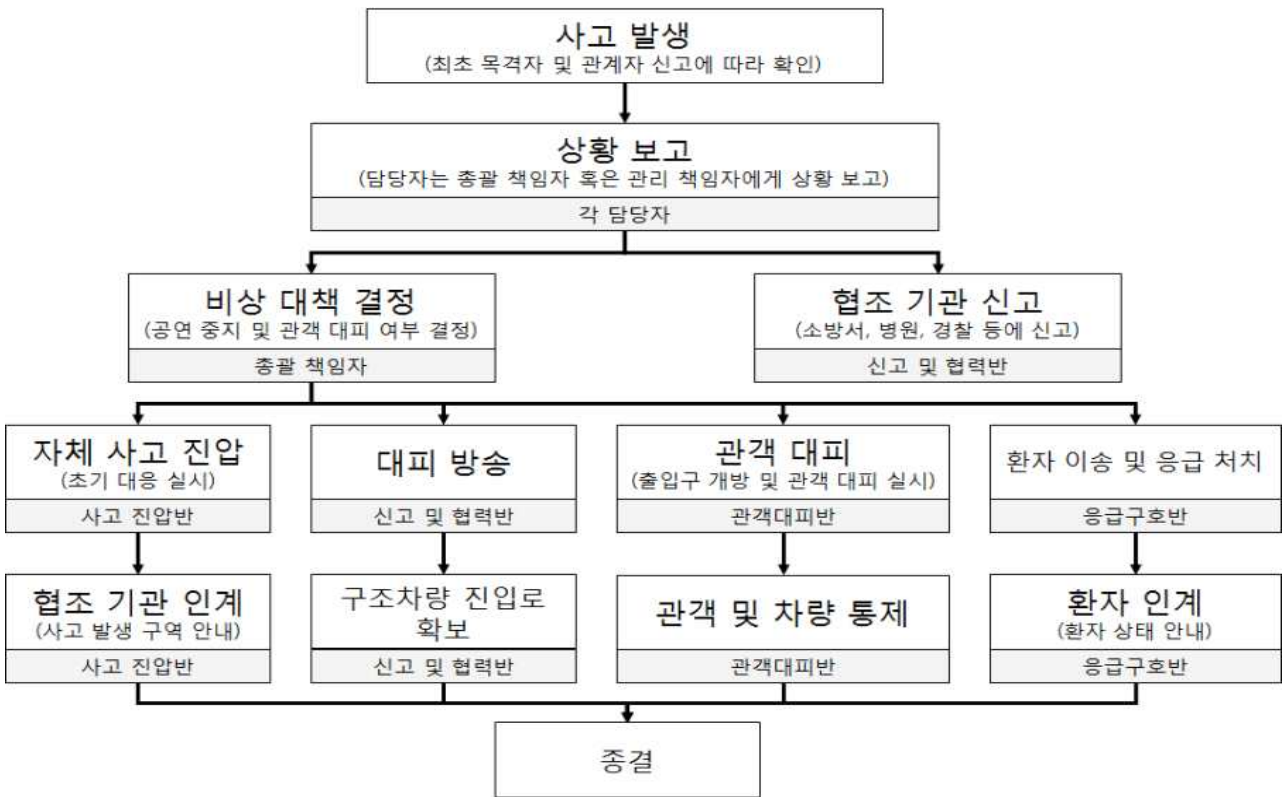 사고 발생
(최초 목격자 및 관계자 신고에 따라 확인)
상황 보고
(담당자는 총괄 책임자 혹은 관리 책임자에게 상황 보고)
각 담당자
비상 대책 결정
(공연 중지 및 관객 대피 여부 결정)
총괄 책임자
협조 기관 신고
(소방서, 병원, 경찰 등에 신고)
신고 및 협력반
자체 사고 진압
(초기 대응 실시)
사고 진압반
대피 방송
신고 및 협력반
관객 대피
(출입구 개방 및 관객 대피 실시)
관객대피반
환자 이송 및 응급 처치
응급구호반
협조 기관 인계
(사고 발생 구역 안내)
사고 진압반
구조차량 진입로
확보
신고 및 협력반
관객 및 차량 통제
관객대피반
환자 인계
(환자 상태 안내)
응급구호반
종결